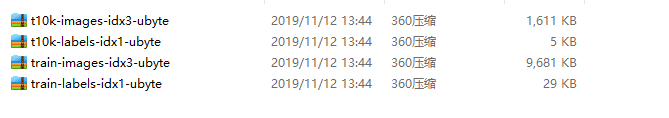 t10k-images-idx3-ubyte 2019/11/12 13:44 360压缩 1,611 KB
t10k-labels-idx1-ubyte 2019/11/12 13:44 360压缩 5 KB
train-images-idx3-ubyte 2019/11/12 13:44 360压缩 9,681 KB
train-labels-idx1-ubyte 2019/11/12 13:44 360压缩 29 KB